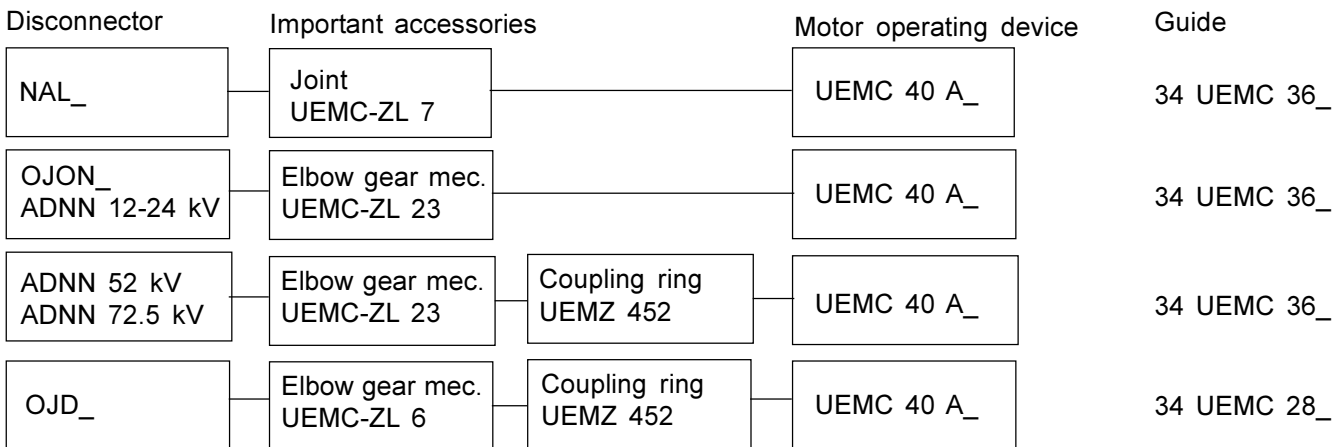 Disconnector Important accessories Motor operating device Guide
NAL_
Joint
UEMC-ZL 7
UEMC 40 A_
34 UEMC 36_
OJON_
ADNN 12-24 kV
Elbow gear mec.
UEMC-ZL 23
UEMC 40 A_
34 UEMC 36_
ADNN 52 kV
ADNN 72.5 kV
Elbow gear mec.
UEMC-ZL 23
Coupling ring
UEMZ 452
UEMC 40 A_
34 UEMC 36_
OJD_
Elbow gear mec.
UEMC-ZL 6
Coupling ring
UEMZ 452
UEMC 40 A_
34 UEMC 28_